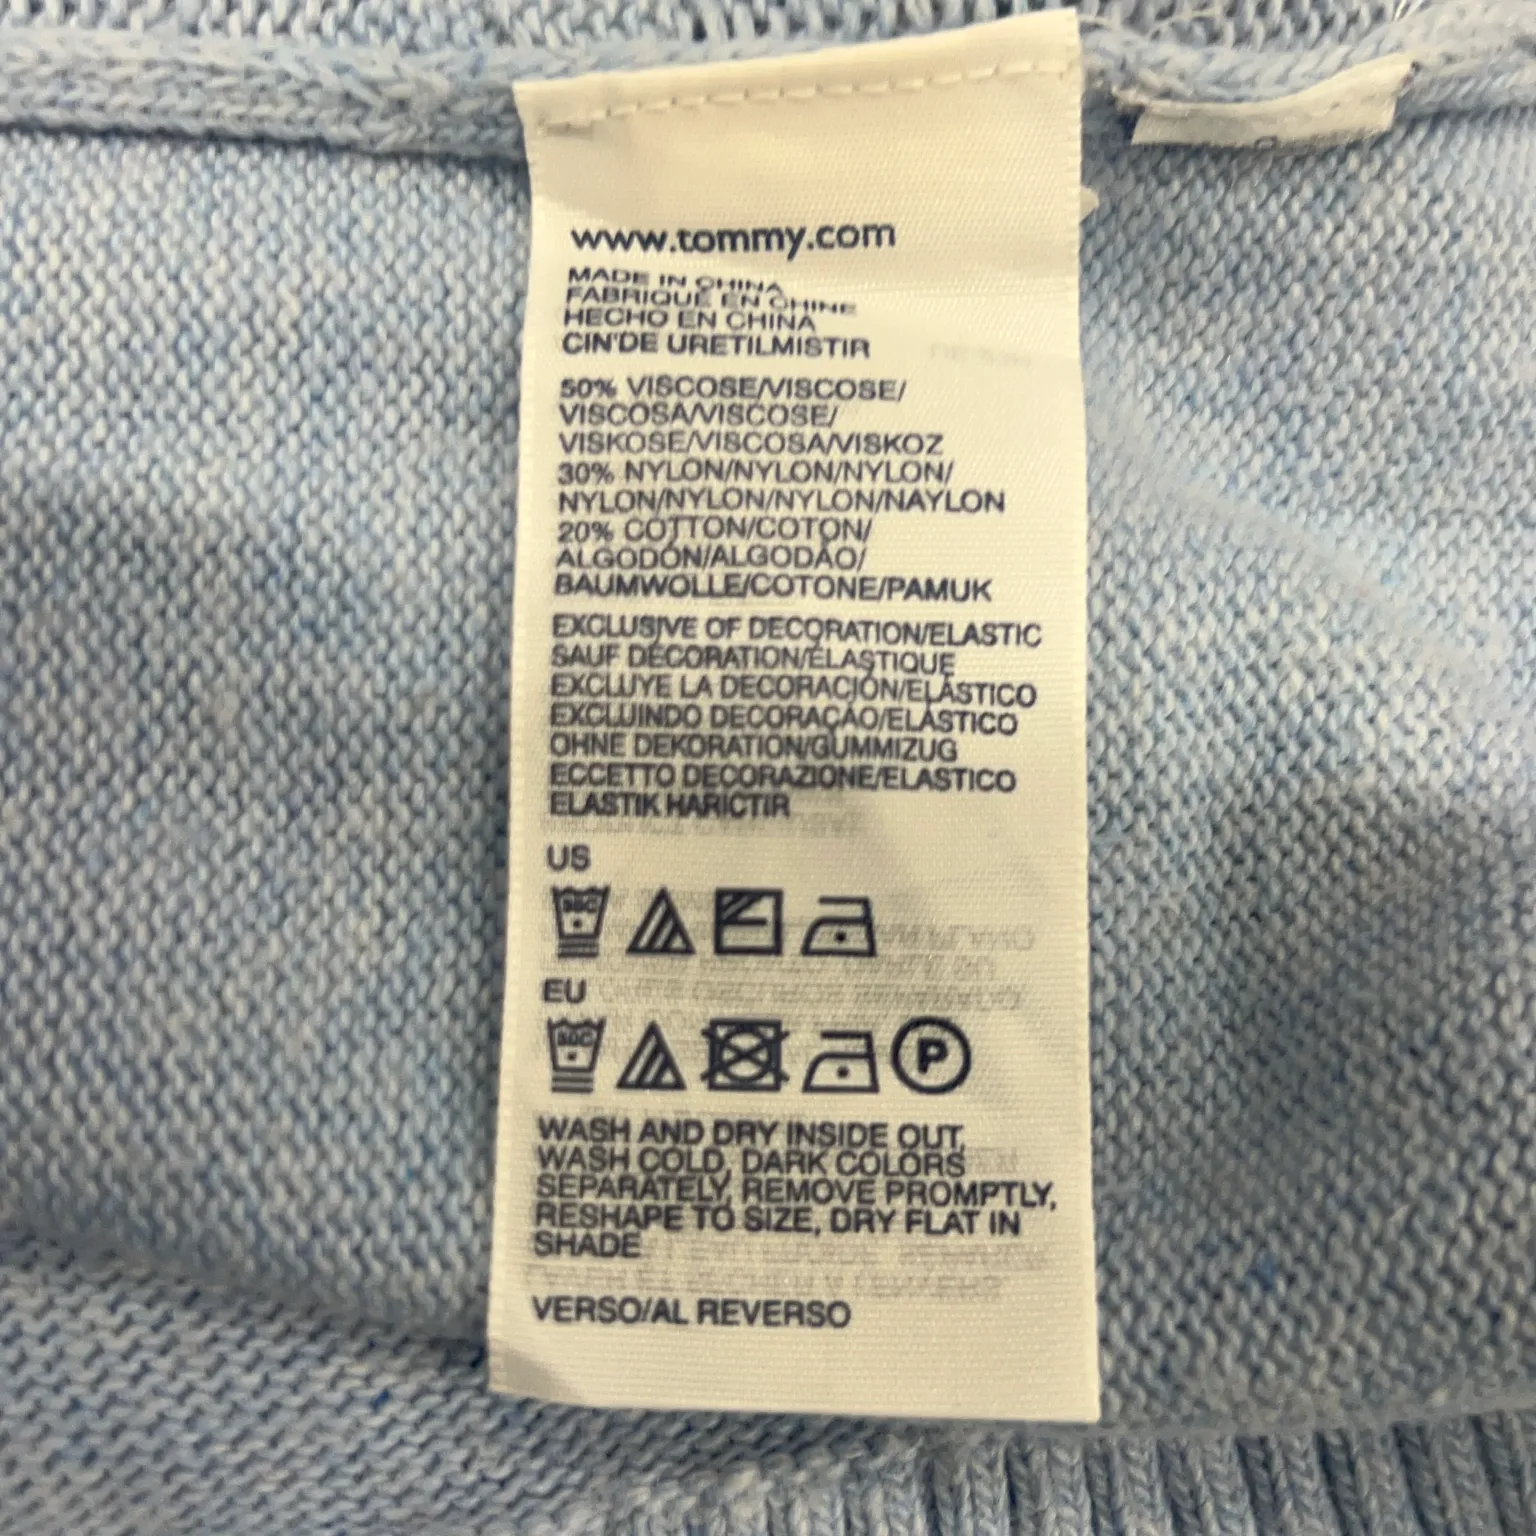 www.tommy.com
MADE IN CHINA
FABRIQUÉ EN CHINE
HECHO EN CHINA
CIN'DE URETILMISTIR
50% VISCOSE/VISCOSE/
VISCOSA/VISCOSE/
VISKOSE/VISCOSA/VISKOZ
30% NYLON/NYLON/NYLON/
NYLON/NYLON/NYLON/NAYLON
20% COTTON/COTON/
ALGODÓN/ALGODÃO/
BAUMWOLLE/COTONE/PAMUK
EXCLUSIVE OF DECORATION/ELASTIC
SAUF DÉCORATION/ÉLASTIQUE
EXCLUYE LA DECORACIÓN/ELÁSTICO
EXCLUINDO DECORAÇÃO/ELÁSTICO
OHNE DEKORATION/GUMMIZUG
ECCETTO DECORAZIONE/ELASTICO
ELASTIK HARICTIR
US
30C
EU
30C
P
WASH AND DRY INSIDE OUT,
WASH COLD, DARK COLORS
SEPARATELY, REMOVE PROMPTLY,
RESHAPE TO SIZE, DRY FLAT IN
SHADE
VERSO/AL REVERSO